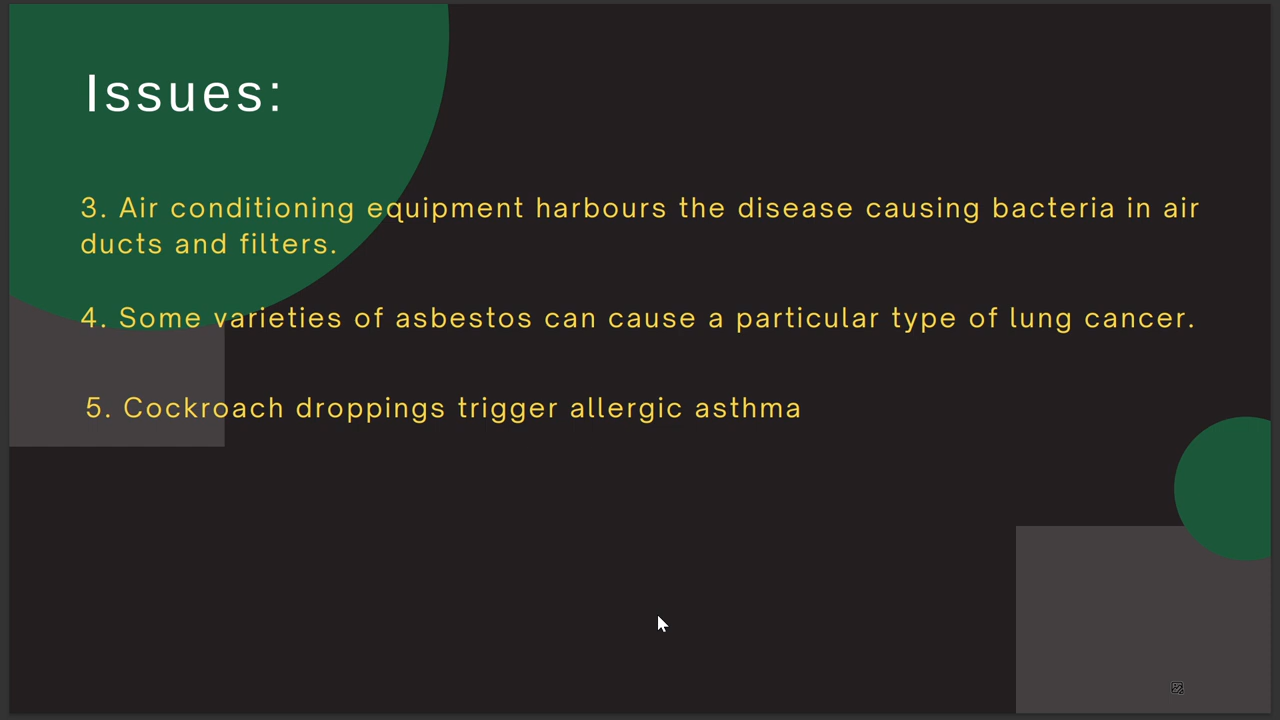 Issues:
3. Air conditioning equipment harbours the disease causing bacteria in air
ducts and filters.
4. Some varieties of asbestos can cause a particular type of lung cancer.
5. Cockroach droppings trigger allergic asthma